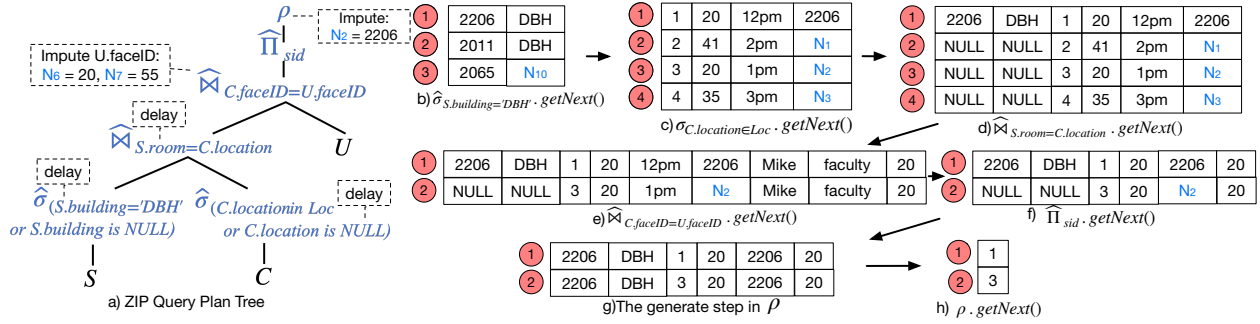 ρ
Impute:
N2 = 2206
Π̂ sid
Impute U.faceID:
N6 = 20, N7 = 55
⋈̂ C.faceID=U.faceID
delay
⋈̂ S.room=C.location
U
delay
σ̂ (S.building='DBH'
or S.building is NULL)
σ̂ (C.locationin Loc
delay
or C.location is NULL)
S
C
a) ZIP Query Plan Tree
1 2206 DBH
2 2011 DBH
3 2065 N10
b) σ̂ S.building='DBH' . getNext()
1 1 20 12pm 2206
2 2 41 2pm N1
3 3 20 1pm N2
4 4 35 3pm N3
c) σ C.location∈Loc . getNext()
1 2206 DBH 1 20 12pm 2206
2 NULL NULL 2 41 2pm N1
3 NULL NULL 3 20 1pm N2
4 NULL NULL 4 35 3pm N3
d) ⋈̂ S.room=C.location . getNext()
1 2206 DBH 1 20 12pm 2206 Mike faculty 20
2 NULL NULL 3 20 1pm N2 Mike faculty 20
e) ⋈̂ C.faceID=U.faceID . getNext()
1 2206 DBH 1 20 2206 20
2 NULL NULL 3 20 N2 20
f) Π̂ sid . getNext()
1 2206 DBH 1 20 2206 20
2 2206 DBH 3 20 2206 20
g)The generate step in ρ
1 1
2 3
h) ρ . getNext()